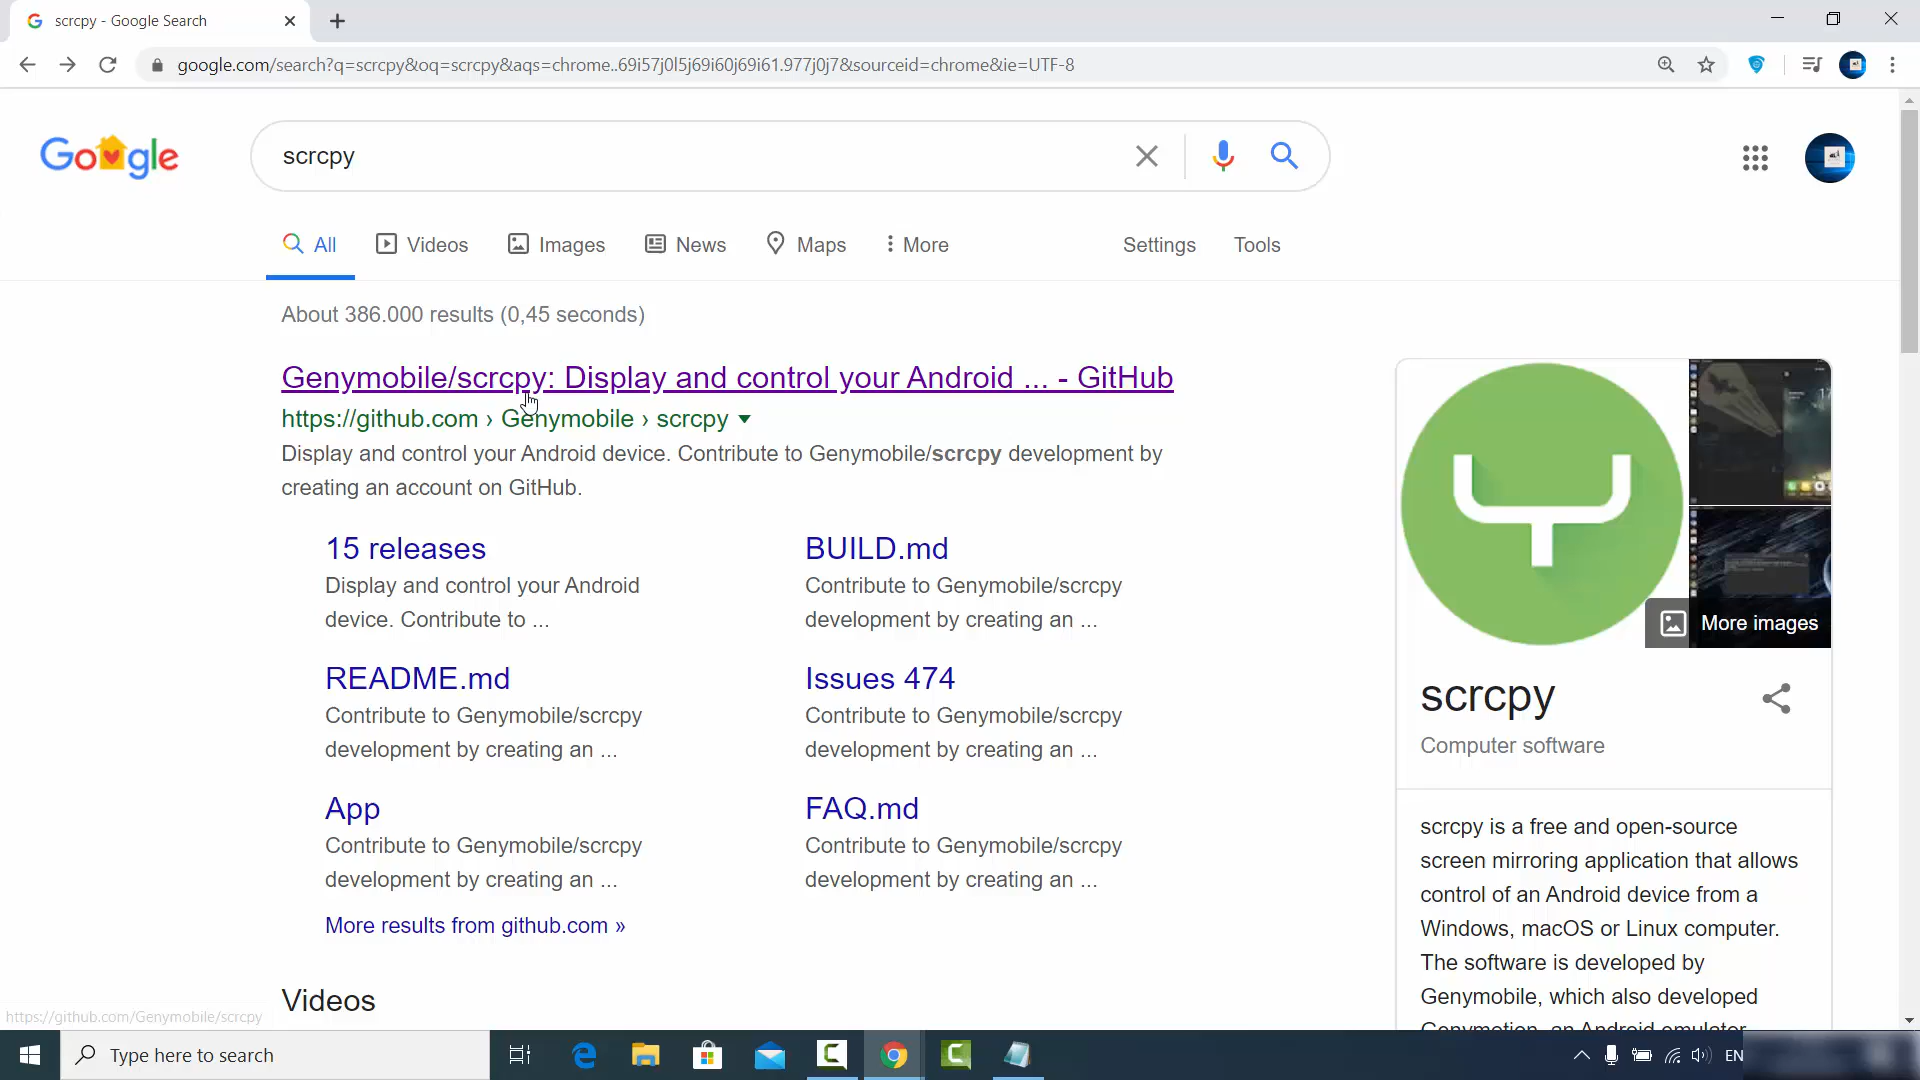 scrcpy - Google Search
google.com/search?q=scrcpy&oq=scrcpy&aqs=chrome..69i57j0l5j69i60j69i61.977j0j7&sourceid=chrome&ie=UTF-8
Google
scrcpy
All Videos Images News Maps More Settings Tools
About 386.000 results (0,45 seconds)
Genymobile/scrcpy: Display and control your Android ... - GitHub
https://github.com › Genymobile › scrcpy
Display and control your Android device. Contribute to Genymobile/scrcpy development by
creating an account on GitHub.
15 releases
Display and control your Android
device. Contribute to ...
BUILD.md
Contribute to Genymobile/scrcpy
development by creating an ...
README.md
Contribute to Genymobile/scrcpy
development by creating an ...
Issues 474
Contribute to Genymobile/scrcpy
development by creating an ...
App
Contribute to Genymobile/scrcpy
development by creating an ...
FAQ.md
Contribute to Genymobile/scrcpy
development by creating an ...
More results from github.com »
Videos
More images
scrcpy
Computer software
scrcpy is a free and open-source
screen mirroring application that allows
control of an Android device from a
Windows, macOS or Linux computer.
The software is developed by
Genymobile, which also developed
Genymotion, an Android emulator
https://github.com/Genymobile/scrcpy
Type here to search
EN